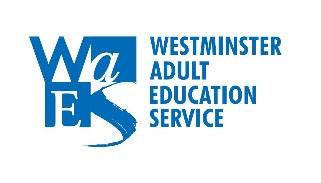 WaES
WESTMINSTER
ADULT
EDUCATION
SERVICE